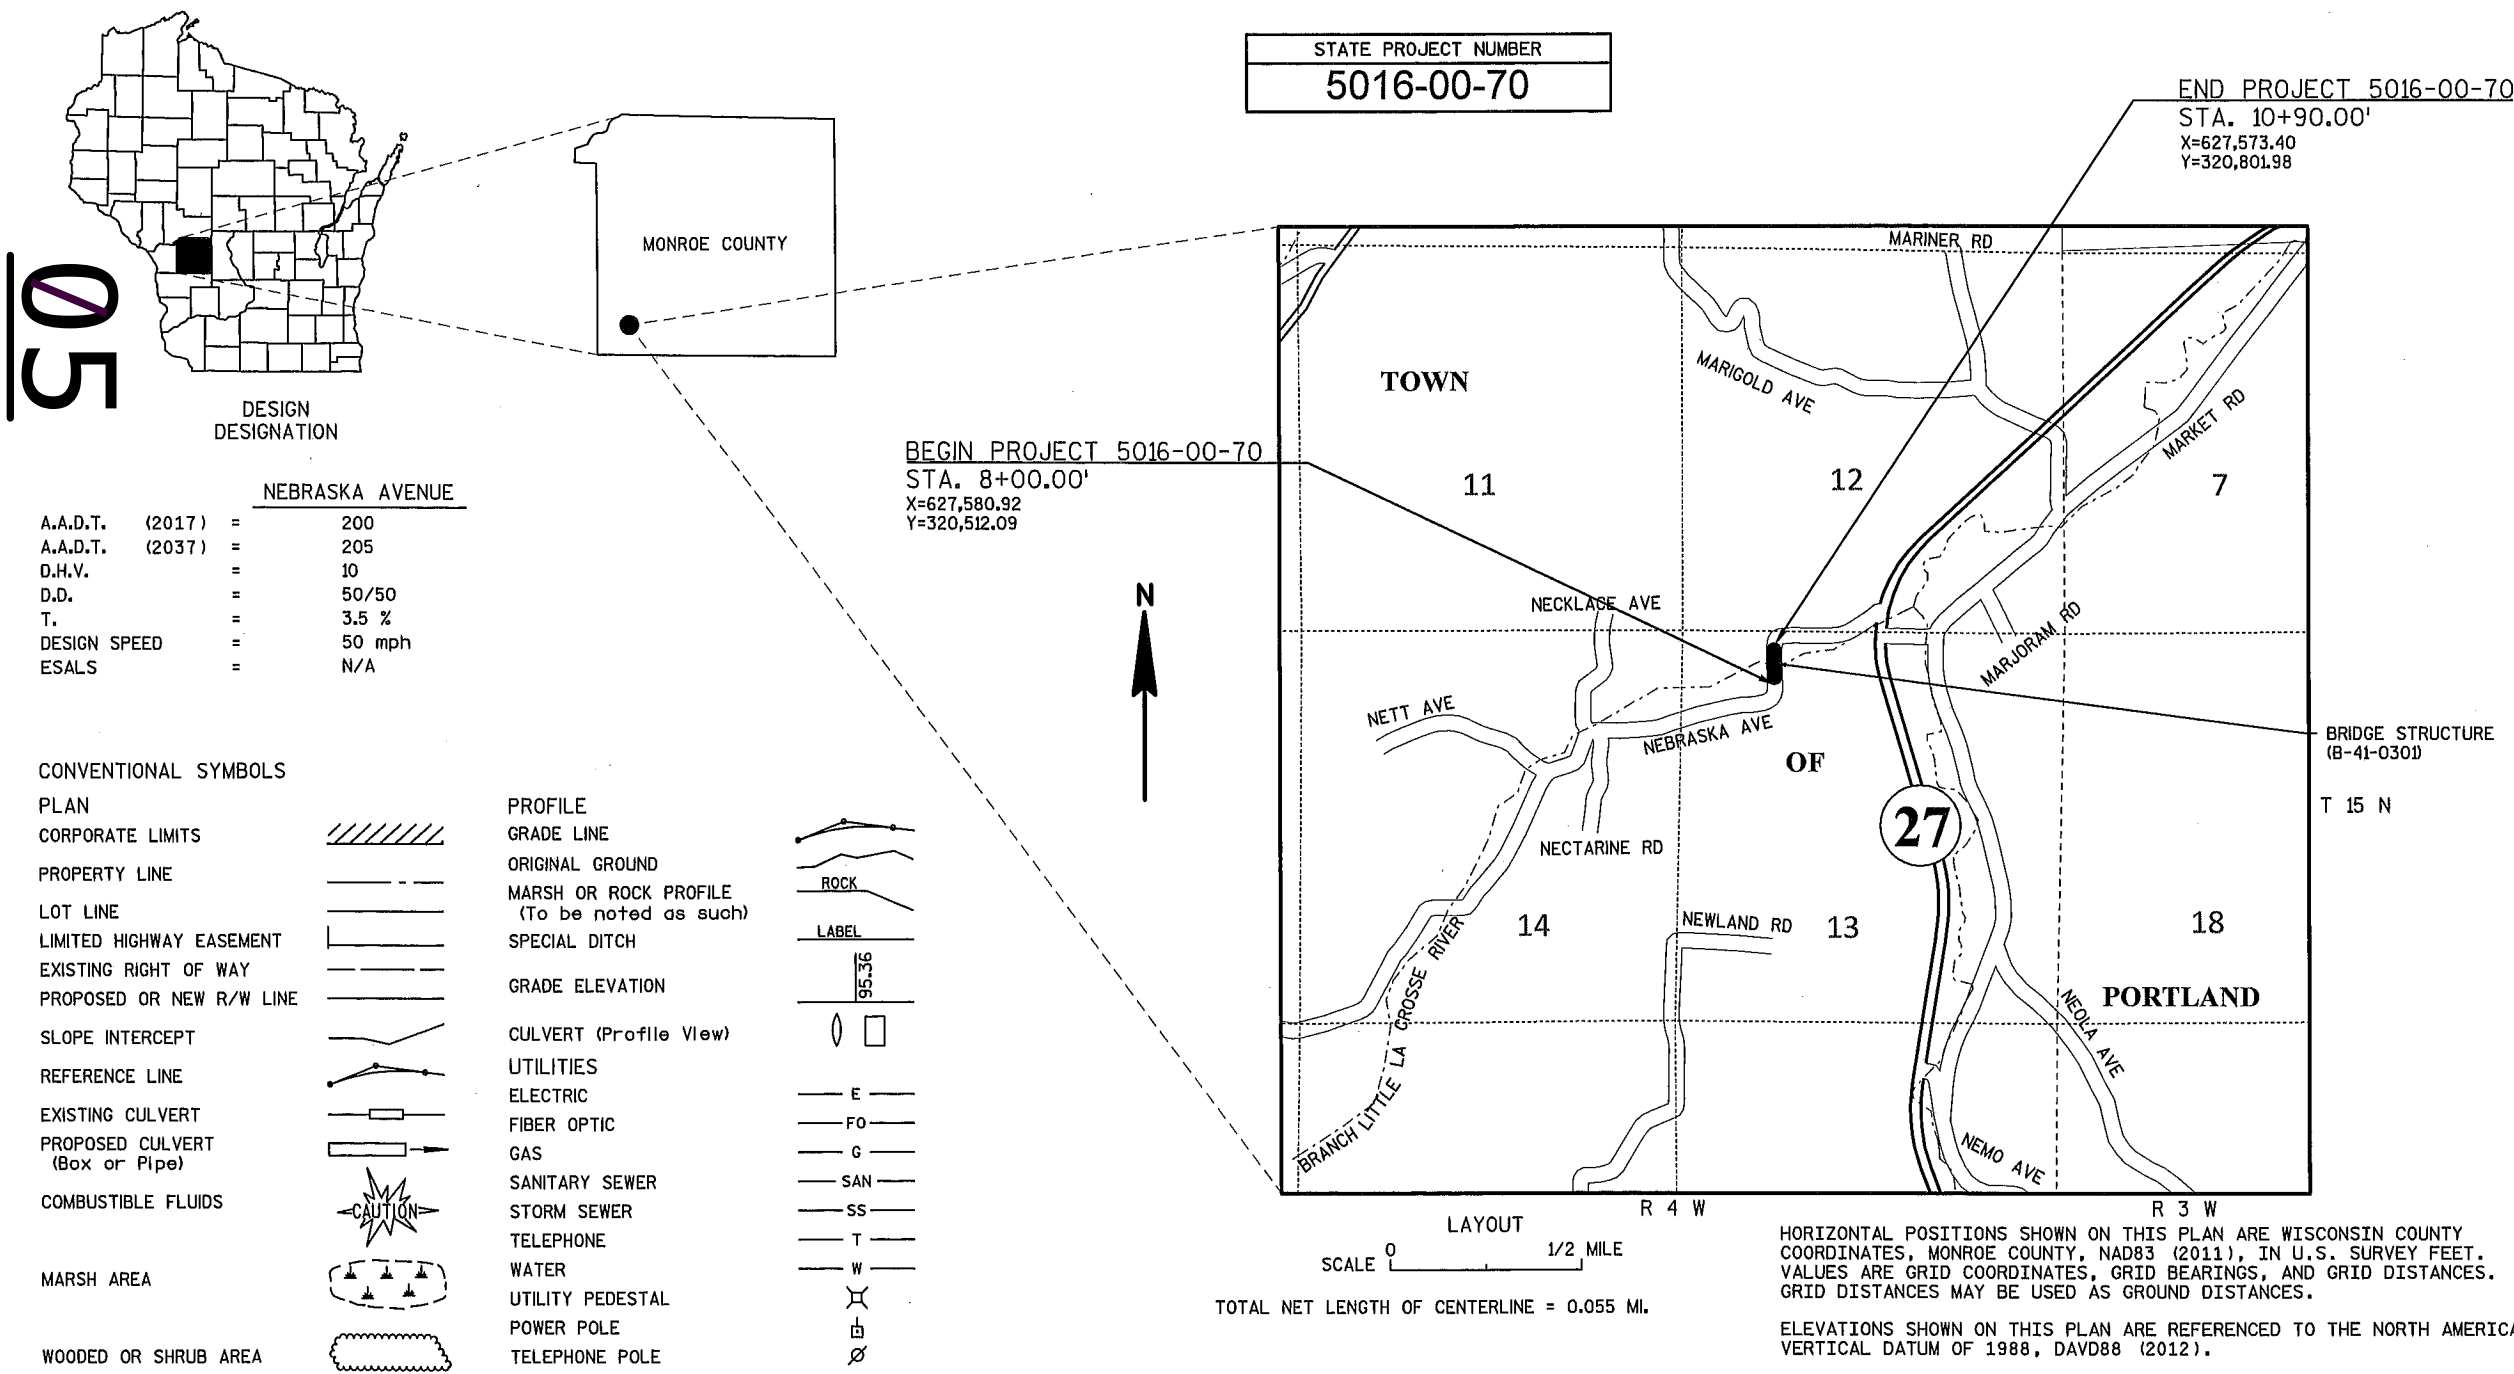 STATE PROJECT NUMBER
5016-00-70
END PROJECT 5016-00-70
STA. 10+90.00'
X=627,573.40
Y=320,801.98
MONROE COUNTY
05
DESIGN
DESIGNATION
NEBRASKA AVENUE
A.A.D.T. (2017) = 200
A.A.D.T. (2037) = 205
D.H.V. = 10
D.D. = 50/50
T. = 3.5 %
DESIGN SPEED = 50 mph
ESALS = N/A
BEGIN PROJECT 5016-00-70
STA. 8+00.00'
X=627,580.92
Y=320,512.09
N
MARINER RD
TOWN
MARIGOLD AVE
MARKET RD
11
12
7
NECKLACE AVE
MARJORAM RD
NETT AVE
NEBRASKA AVE
OF
BRIDGE STRUCTURE
(B-41-0301)
T 15 N
27
NECTARINE RD
14
NEWLAND RD
13
18
PORTLAND
NEOLA AVE
BRANCH LITTLE LA CROSSE RIVER
NEMO AVE
R 4 W
R 3 W
CONVENTIONAL SYMBOLS
PLAN
CORPORATE LIMITS
PROPERTY LINE
LOT LINE
LIMITED HIGHWAY EASEMENT
EXISTING RIGHT OF WAY
PROPOSED OR NEW R/W LINE
SLOPE INTERCEPT
REFERENCE LINE
EXISTING CULVERT
PROPOSED CULVERT
(Box or Pipe)
COMBUSTIBLE FLUIDS
CAUTION
MARSH AREA
WOODED OR SHRUB AREA
PROFILE
GRADE LINE
ORIGINAL GROUND
MARSH OR ROCK PROFILE
(To be noted as such)
ROCK
SPECIAL DITCH
LABEL
GRADE ELEVATION
95.36
CULVERT (Profile View)
UTILITIES
ELECTRIC E
FIBER OPTIC FO
GAS G
SANITARY SEWER SAN
STORM SEWER SS
TELEPHONE T
WATER W
UTILITY PEDESTAL
POWER POLE
TELEPHONE POLE
LAYOUT
SCALE 0 1/2 MILE
TOTAL NET LENGTH OF CENTERLINE = 0.055 MI.
HORIZONTAL POSITIONS SHOWN ON THIS PLAN ARE WISCONSIN COUNTY
COORDINATES, MONROE COUNTY, NAD83 (2011), IN U.S. SURVEY FEET.
VALUES ARE GRID COORDINATES, GRID BEARINGS, AND GRID DISTANCES.
GRID DISTANCES MAY BE USED AS GROUND DISTANCES.
ELEVATIONS SHOWN ON THIS PLAN ARE REFERENCED TO THE NORTH AMERICA
VERTICAL DATUM OF 1988, DAVD88 (2012).